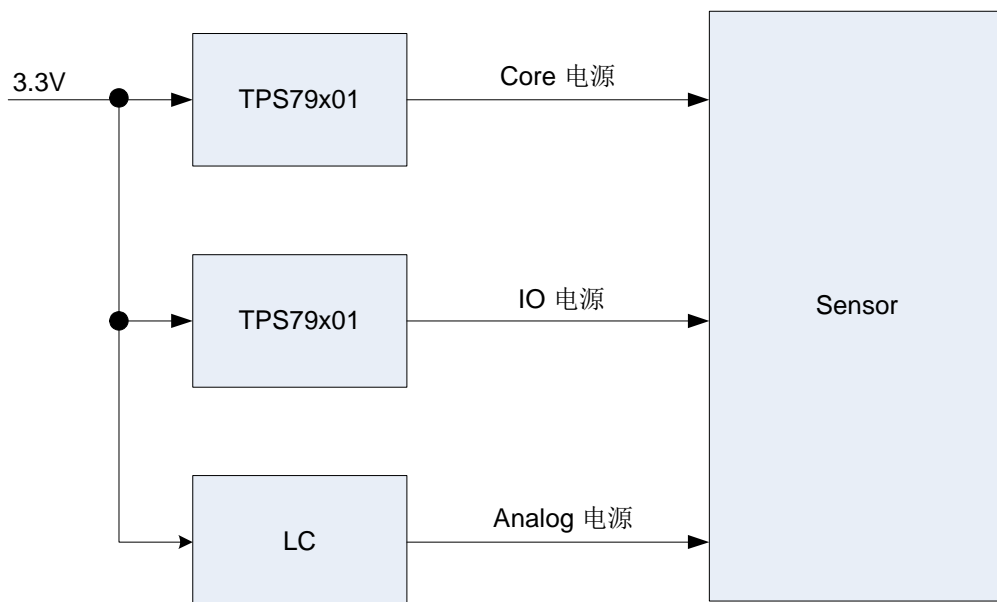 3.3V
TPS79x01
Core 电源
TPS79x01
IO 电源
Sensor
LC
Analog 电源